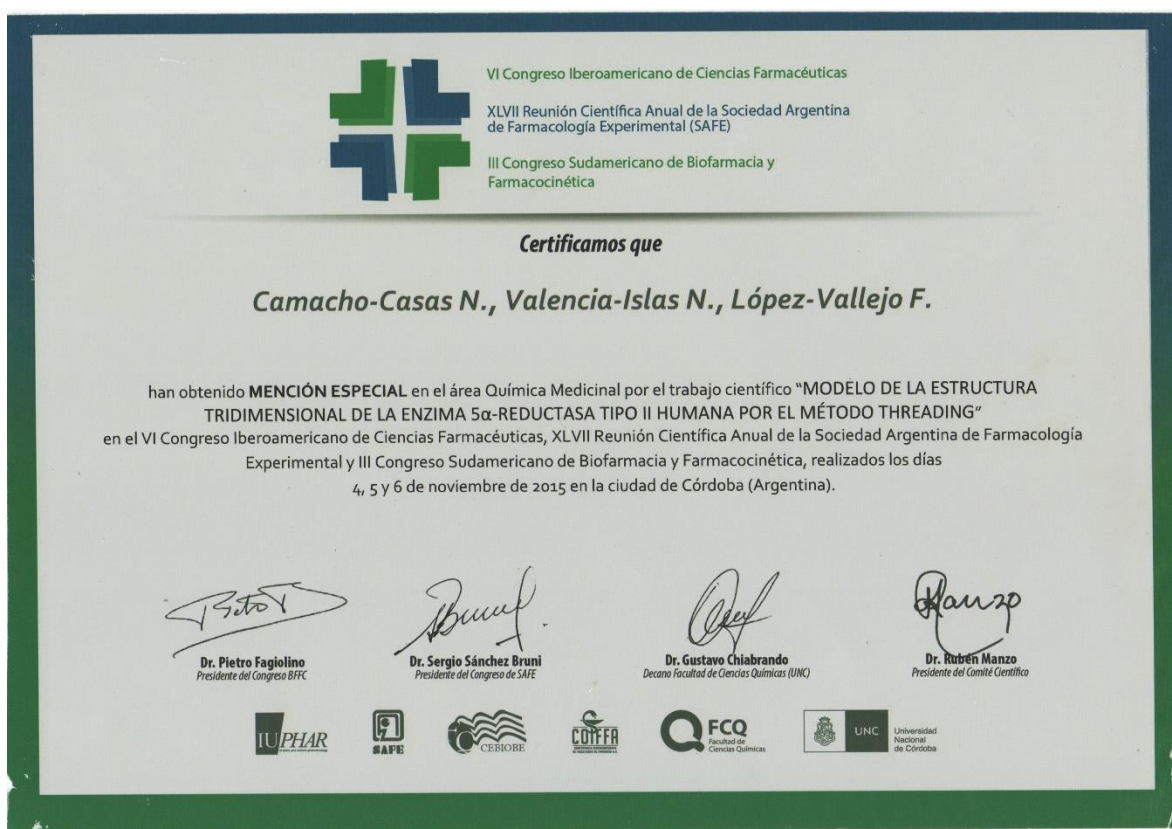 VI Congreso Iberoamericano de Ciencias Farmacéuticas
XLVII Reunión Científica Anual de la Sociedad Argentina
de Farmacología Experimental (SAFE)
III Congreso Sudamericano de Biofarmacia y
Farmacocinética
Certificamos que
Camacho-Casas N., Valencia-Islas N., López-Vallejo F.
han obtenido MENCIÓN ESPECIAL en el área Química Medicinal por el trabajo científico "MODELO DE LA ESTRUCTURA
TRIDIMENSIONAL DE LA ENZIMA 5α-REDUCTASA TIPO II HUMANA POR EL MÉTODO THREADING"
en el VI Congreso Iberoamericano de Ciencias Farmacéuticas, XLVII Reunión Científica Anual de la Sociedad Argentina de Farmacología
Experimental y III Congreso Sudamericano de Biofarmacia y Farmacocinética, realizados los días
4, 5 y 6 de noviembre de 2015 en la ciudad de Córdoba (Argentina).
Manzo
Dr. Pietro Fagiolino
Presidente del Congreso BFFC
Dr. Sergio Sánchez Bruni
Presidente del Congreso de SAFE
Dr. Gustavo Chiabrando
Decano Facultad de Ciencias Químicas (UNC)
Dr. Rubén Manzo
Presidente del Comité Científico
IUPHAR
SAFE
CEBIOBE
COIFFA
FCQ
Facultad de
Ciencias Químicas
UNC
Universidad
Nacional
de Córdoba